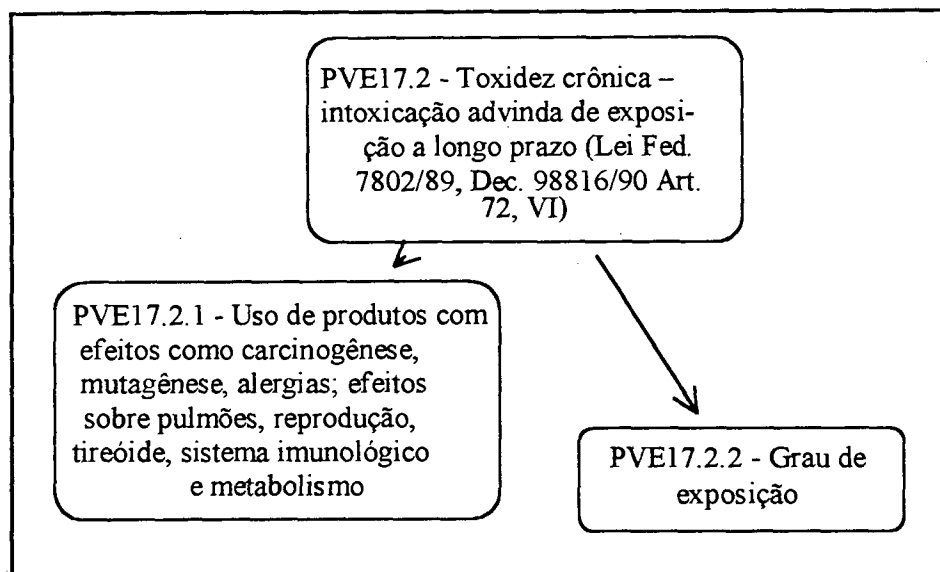 PVE17.2 - Toxidez crônica –
intoxicação advinda de exposi-
ção a longo prazo (Lei Fed.
7802/89, Dec. 98816/90 Art.
72, VI)
PVE17.2.1 - Uso de produtos com
efeitos como carcinogênese,
mutagênese, alergias; efeitos
sobre pulmões, reprodução,
tireóide, sistema imunológico
e metabolismo
PVE17.2.2 - Grau de
exposição